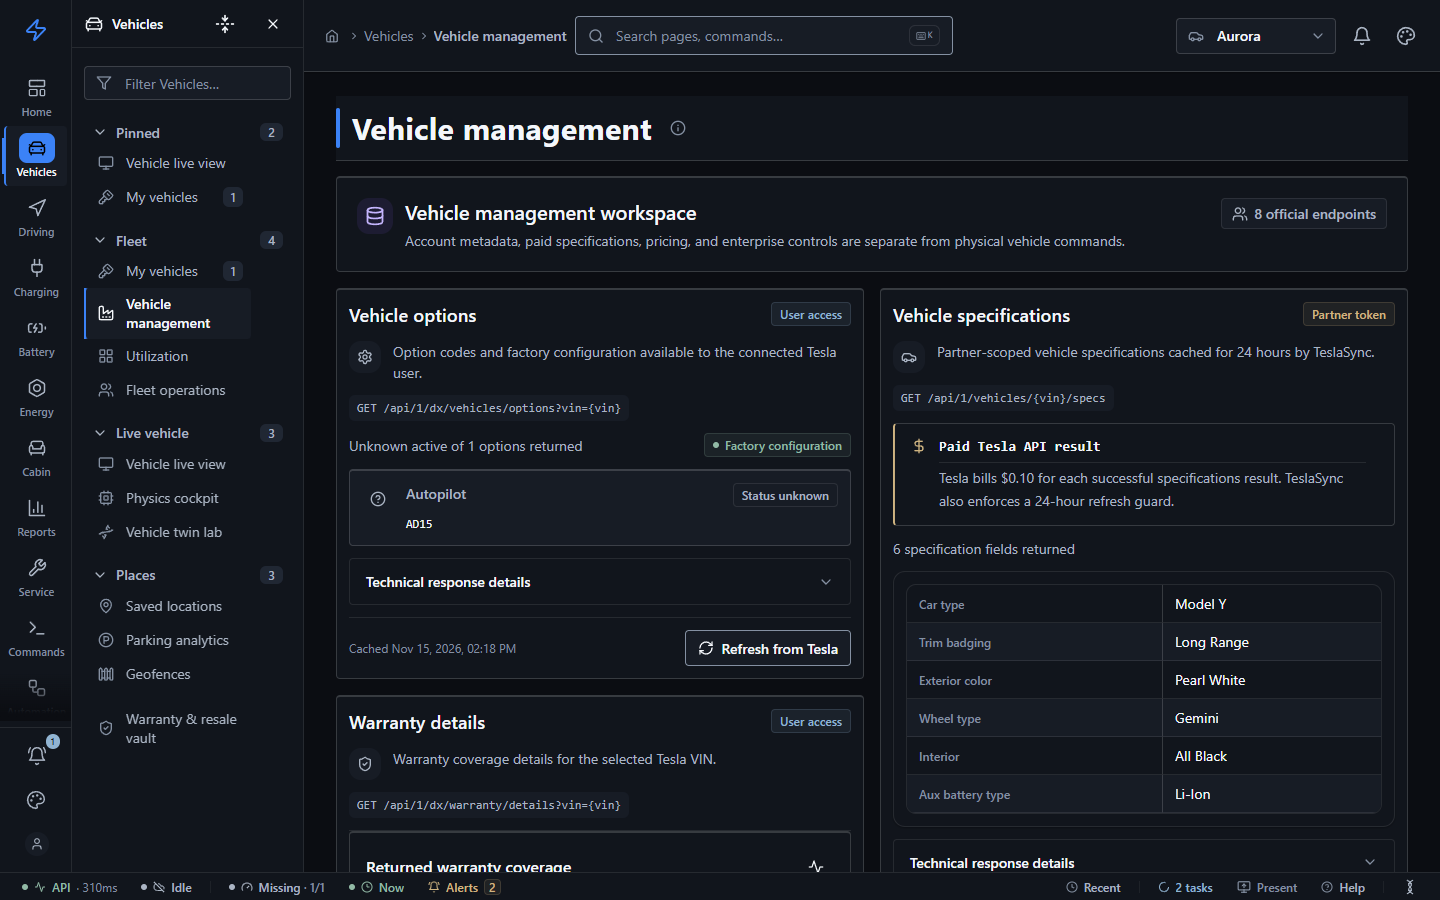 Home
Vehicles
Driving
Charging
Battery
Energy
Cabin
Reports
Service
Commands
1
Vehicles
Filter Vehicles...
Pinned 2
Vehicle live view
My vehicles 1
Fleet 4
My vehicles 1
Vehicle
management
Utilization
Fleet operations
Live vehicle 3
Vehicle live view
Physics cockpit
Vehicle twin lab
Places 3
Saved locations
Parking analytics
Geofences
Warranty & resale
vault
Vehicles
Vehicle management
Search pages, commands...
K
Aurora
Vehicle management
Vehicle management workspace
Account metadata, paid specifications, pricing, and enterprise controls are separate from physical vehicle commands.
8 official endpoints
Vehicle options
User access
Option codes and factory configuration available to the connected Tesla
user.
GET /api/1/dx/vehicles/options?vin={vin}
Unknown active of 1 options returned
Factory configuration
Autopilot
Status unknown
AD15
Technical response details
Cached Nov 15, 2026, 02:18 PM
Refresh from Tesla
Warranty details
User access
Warranty coverage details for the selected Tesla VIN.
GET /api/1/dx/warranty/details?vin={vin}
Returned warranty coverage
Vehicle specifications
Partner token
Partner-scoped vehicle specifications cached for 24 hours by TeslaSync.
GET /api/1/vehicles/{vin}/specs
Paid Tesla API result
Tesla bills $0.10 for each successful specifications result. TeslaSync
also enforces a 24-hour refresh guard.
6 specification fields returned
Car type Model Y
Trim badging Long Range
Exterior color Pearl White
Wheel type Gemini
Interior All Black
Aux battery type Li-Ion
Technical response details
API · 310ms
Idle
Missing · 1/1
Now
Alerts 2
Recent
2 tasks
Present
Help